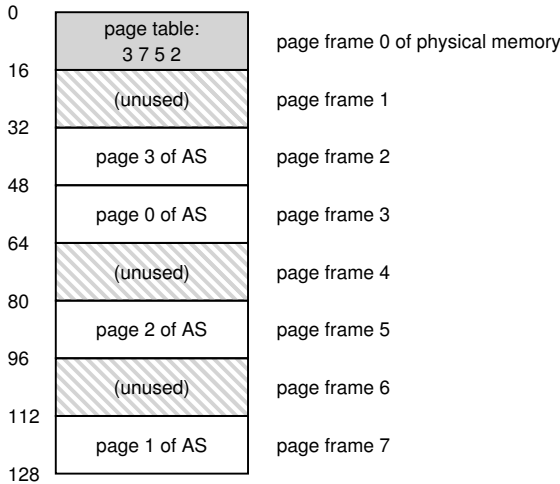 0
page table:
3 7 5 2
page frame 0 of physical memory
16
(unused)
page frame 1
32
page 3 of AS
page frame 2
48
page 0 of AS
page frame 3
64
(unused)
page frame 4
80
page 2 of AS
page frame 5
96
(unused)
page frame 6
112
page 1 of AS
page frame 7
128